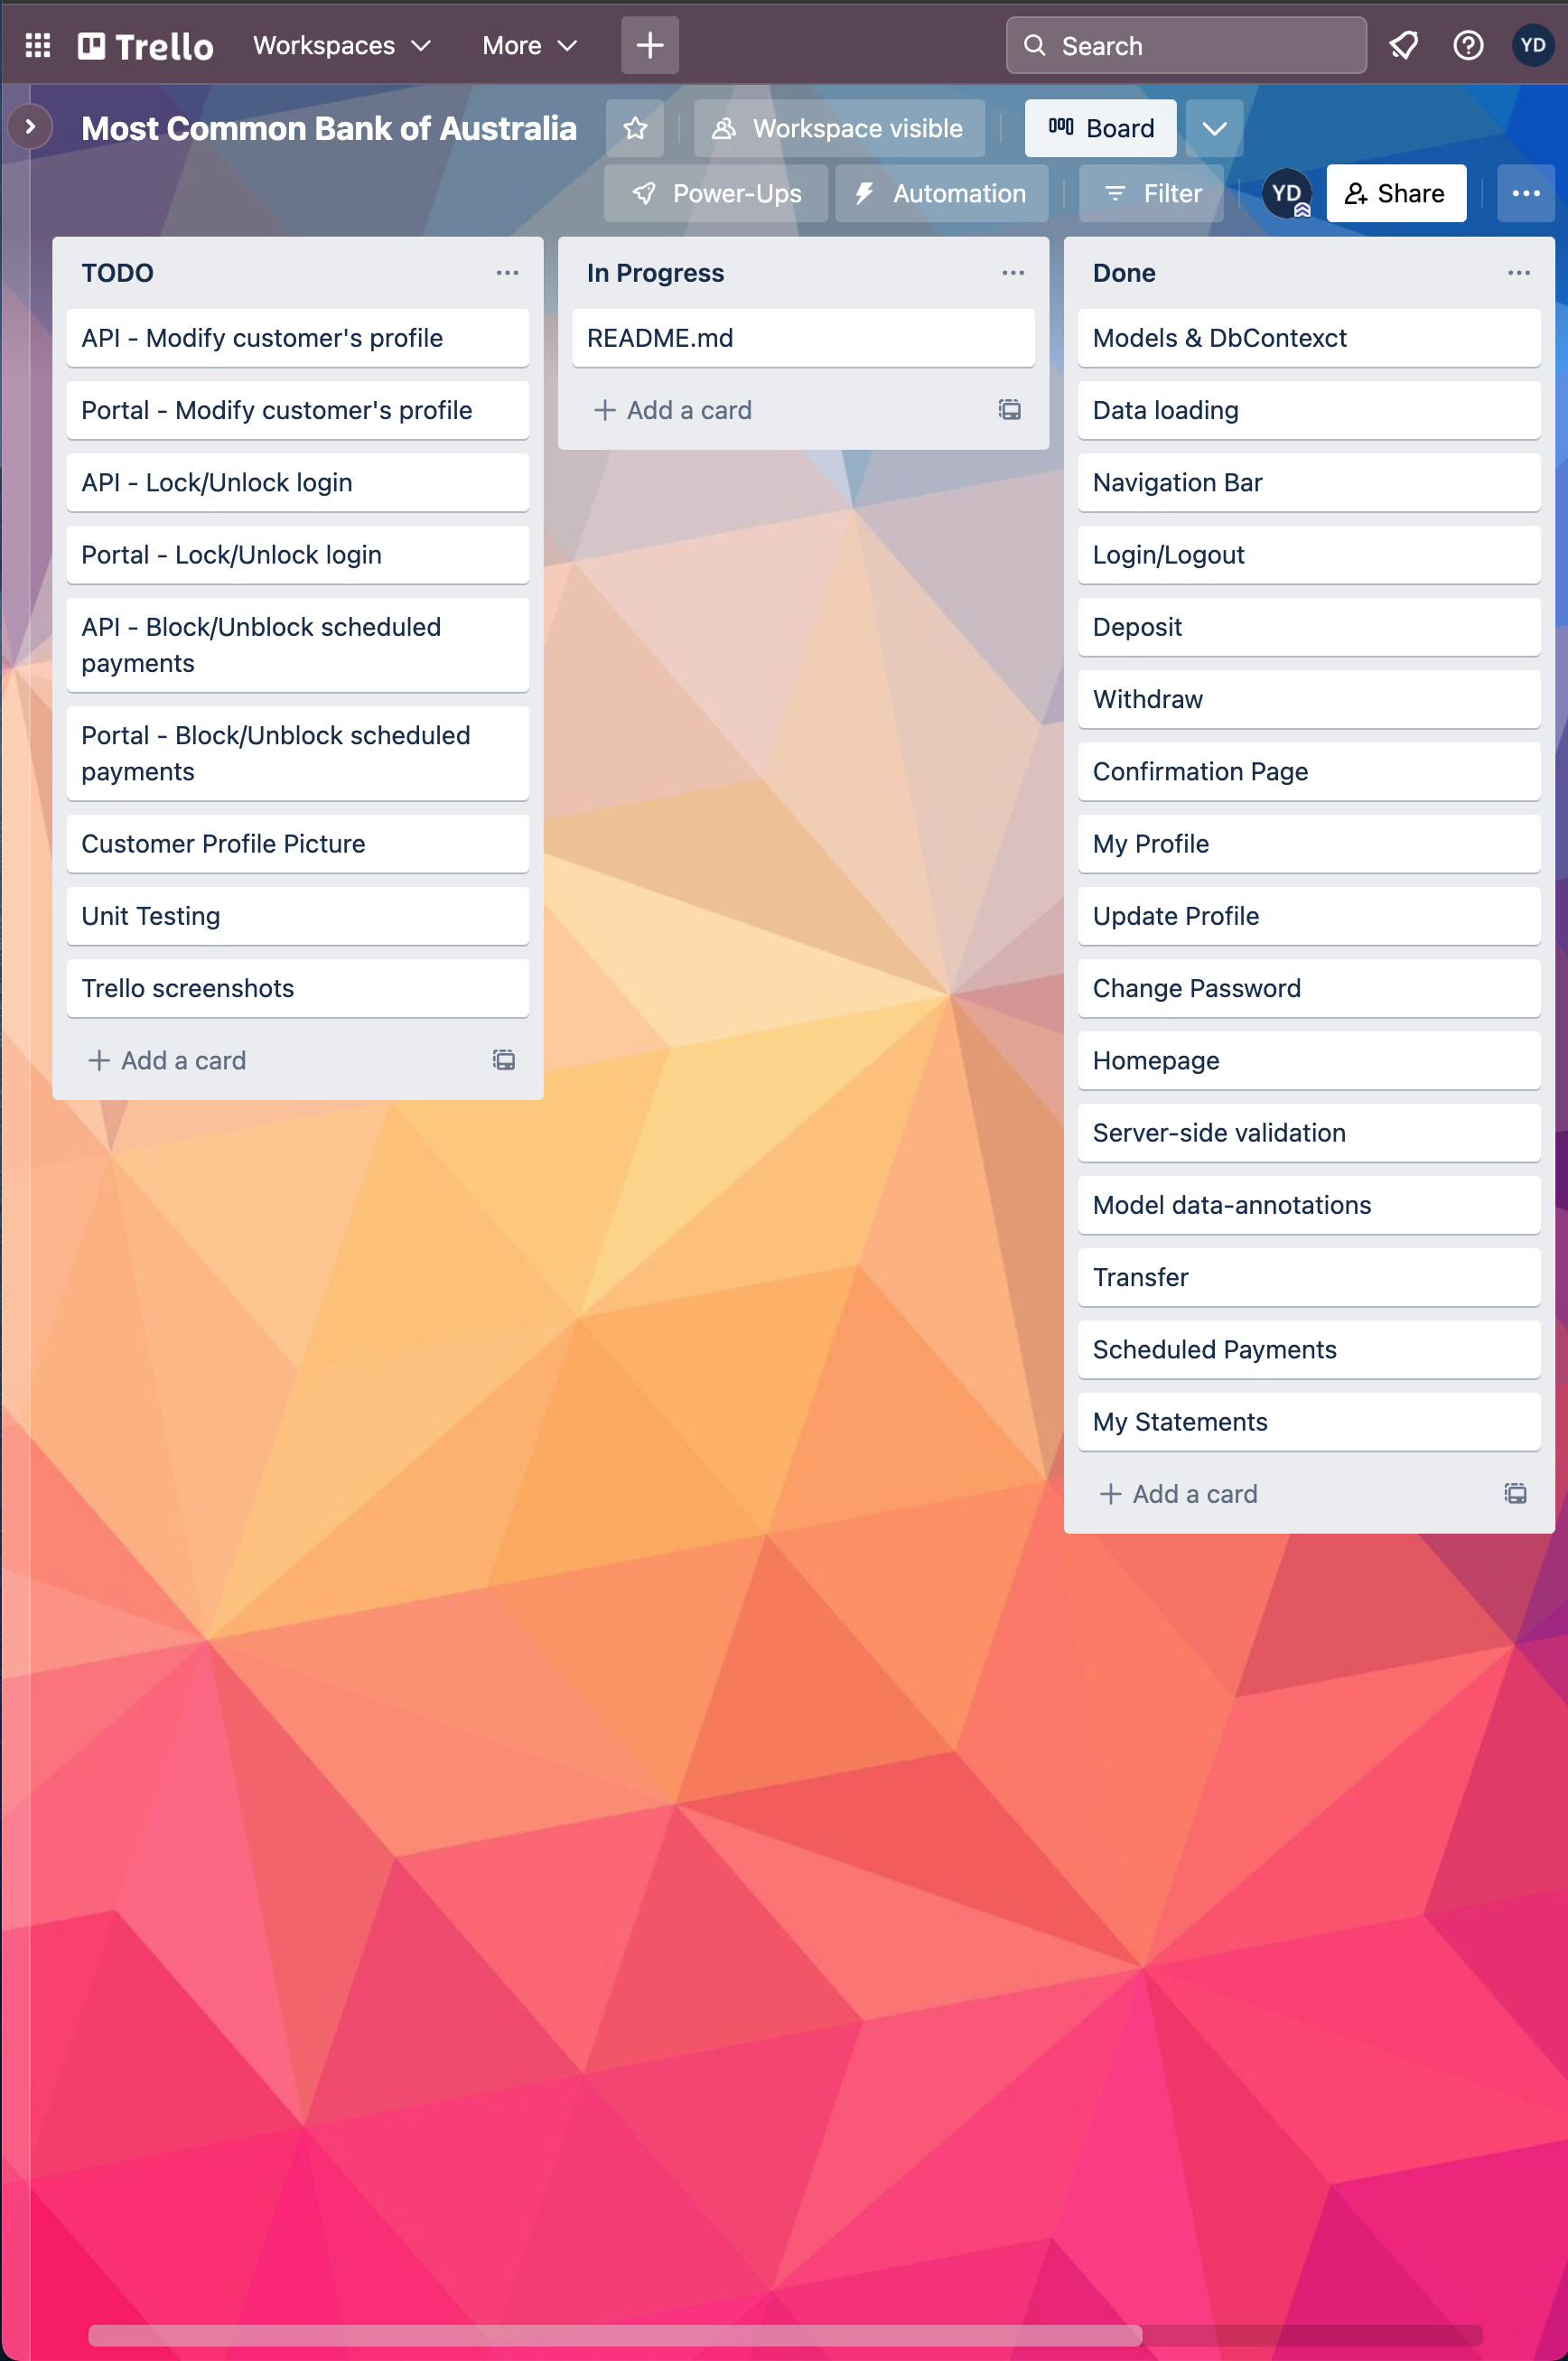 Trello
Workspaces
More
Search
YD
Most Common Bank of Australia
Workspace visible
Board
Power-Ups
Automation
Filter
YD
Share
TODO
API - Modify customer's profile
Portal - Modify customer's profile
API - Lock/Unlock login
Portal - Lock/Unlock login
API - Block/Unblock scheduled
payments
Portal - Block/Unblock scheduled
payments
Customer Profile Picture
Unit Testing
Trello screenshots
Add a card
In Progress
README.md
Add a card
Done
Models & DbContexct
Data loading
Navigation Bar
Login/Logout
Deposit
Withdraw
Confirmation Page
My Profile
Update Profile
Change Password
Homepage
Server-side validation
Model data-annotations
Transfer
Scheduled Payments
My Statements
Add a card